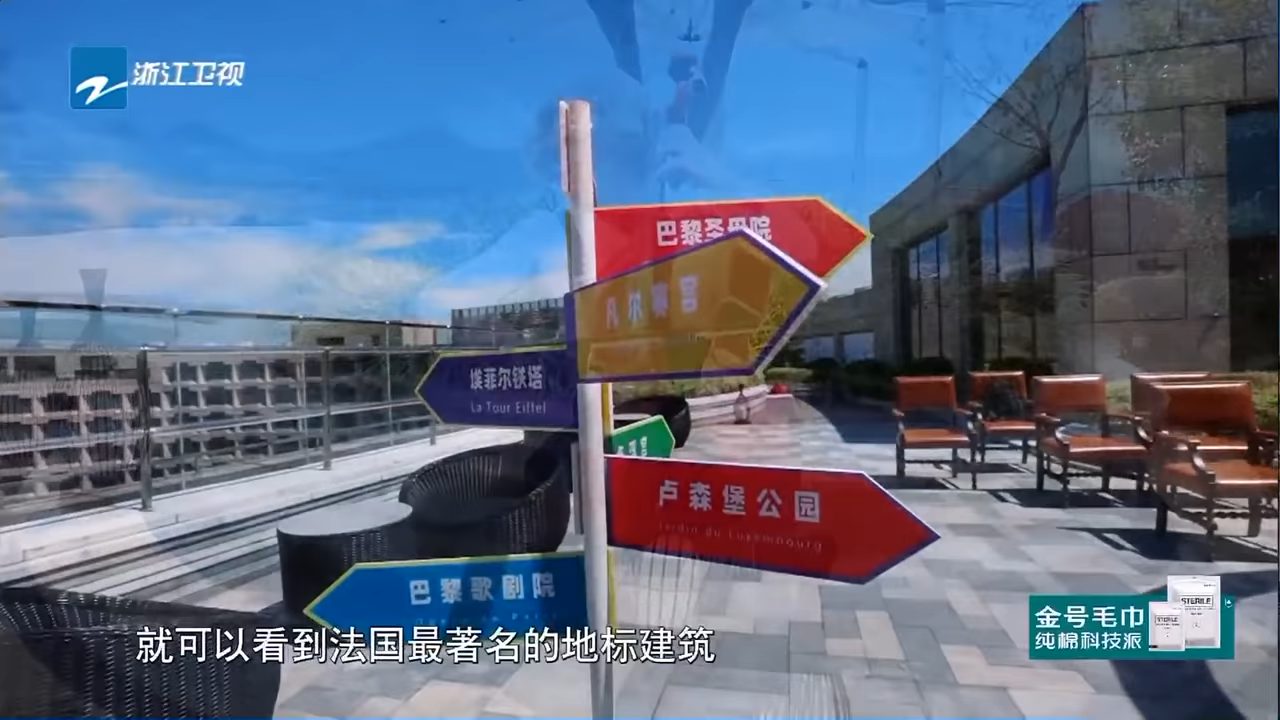 浙江卫视
巴黎圣母院
凡尔赛宫
埃菲尔铁塔
La Tour Eiffel
卢森堡公园
Jardin du Luxembourg
巴黎歌剧院
就可以看到法国最著名的地标建筑
金号毛巾
纯棉科技派
STERILE
STERILE